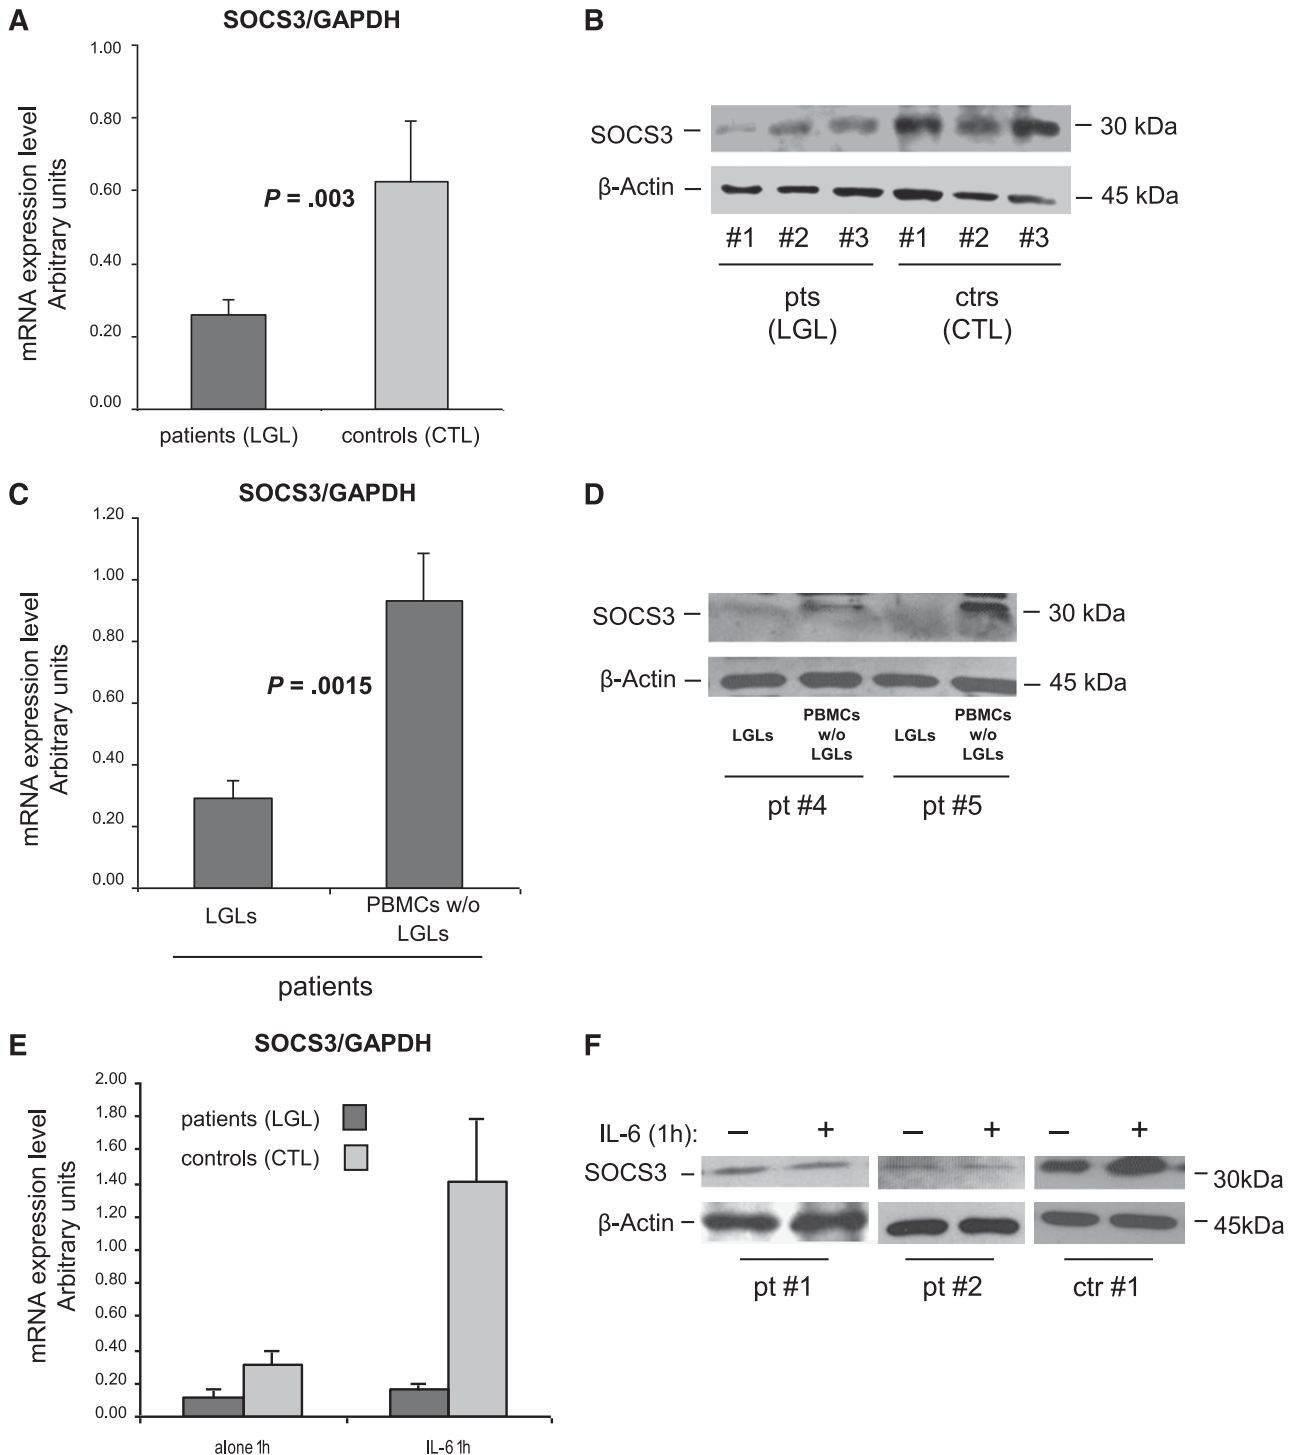 A
SOCS3/GAPDH
mRNA expression level
Arbitrary units
1.00
0.80
0.60
0.40
0.20
0.00
P = .003
patients (LGL) controls (CTL)
B
SOCS3 – – 30 kDa
β-Actin – – 45 kDa
#1 #2 #3 #1 #2 #3
pts ctrs
(LGL) (CTL)
C
SOCS3/GAPDH
mRNA expression level
Arbitrary units
1.20
1.00
0.80
0.60
0.40
0.20
0.00
P = .0015
LGLs PBMCs w/o
LGLs
patients
D
SOCS3 – – 30 kDa
β-Actin – – 45 kDa
LGLs PBMCs w/o LGLs LGLs PBMCs w/o LGLs
pt #4 pt #5
E
SOCS3/GAPDH
mRNA expression level
Arbitrary units
2.00
1.80
1.60
1.40
1.20
1.00
0.80
0.60
0.40
0.20
0.00
patients (LGL)
controls (CTL)
alone 1h IL-6 1h
F
IL-6 (1h): – + – + – +
SOCS3 – – 30kDa
β-Actin – – 45kDa
pt #1 pt #2 ctr #1